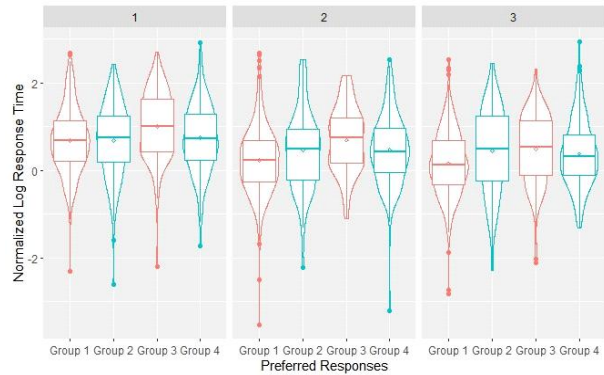 1 2 3
Normalized Log Response Time
2
0
-2
Group 1 Group 2 Group 3 Group 4 Group 1 Group 2 Group 3 Group 4 Group 1 Group 2 Group 3 Group 4
Preferred Responses